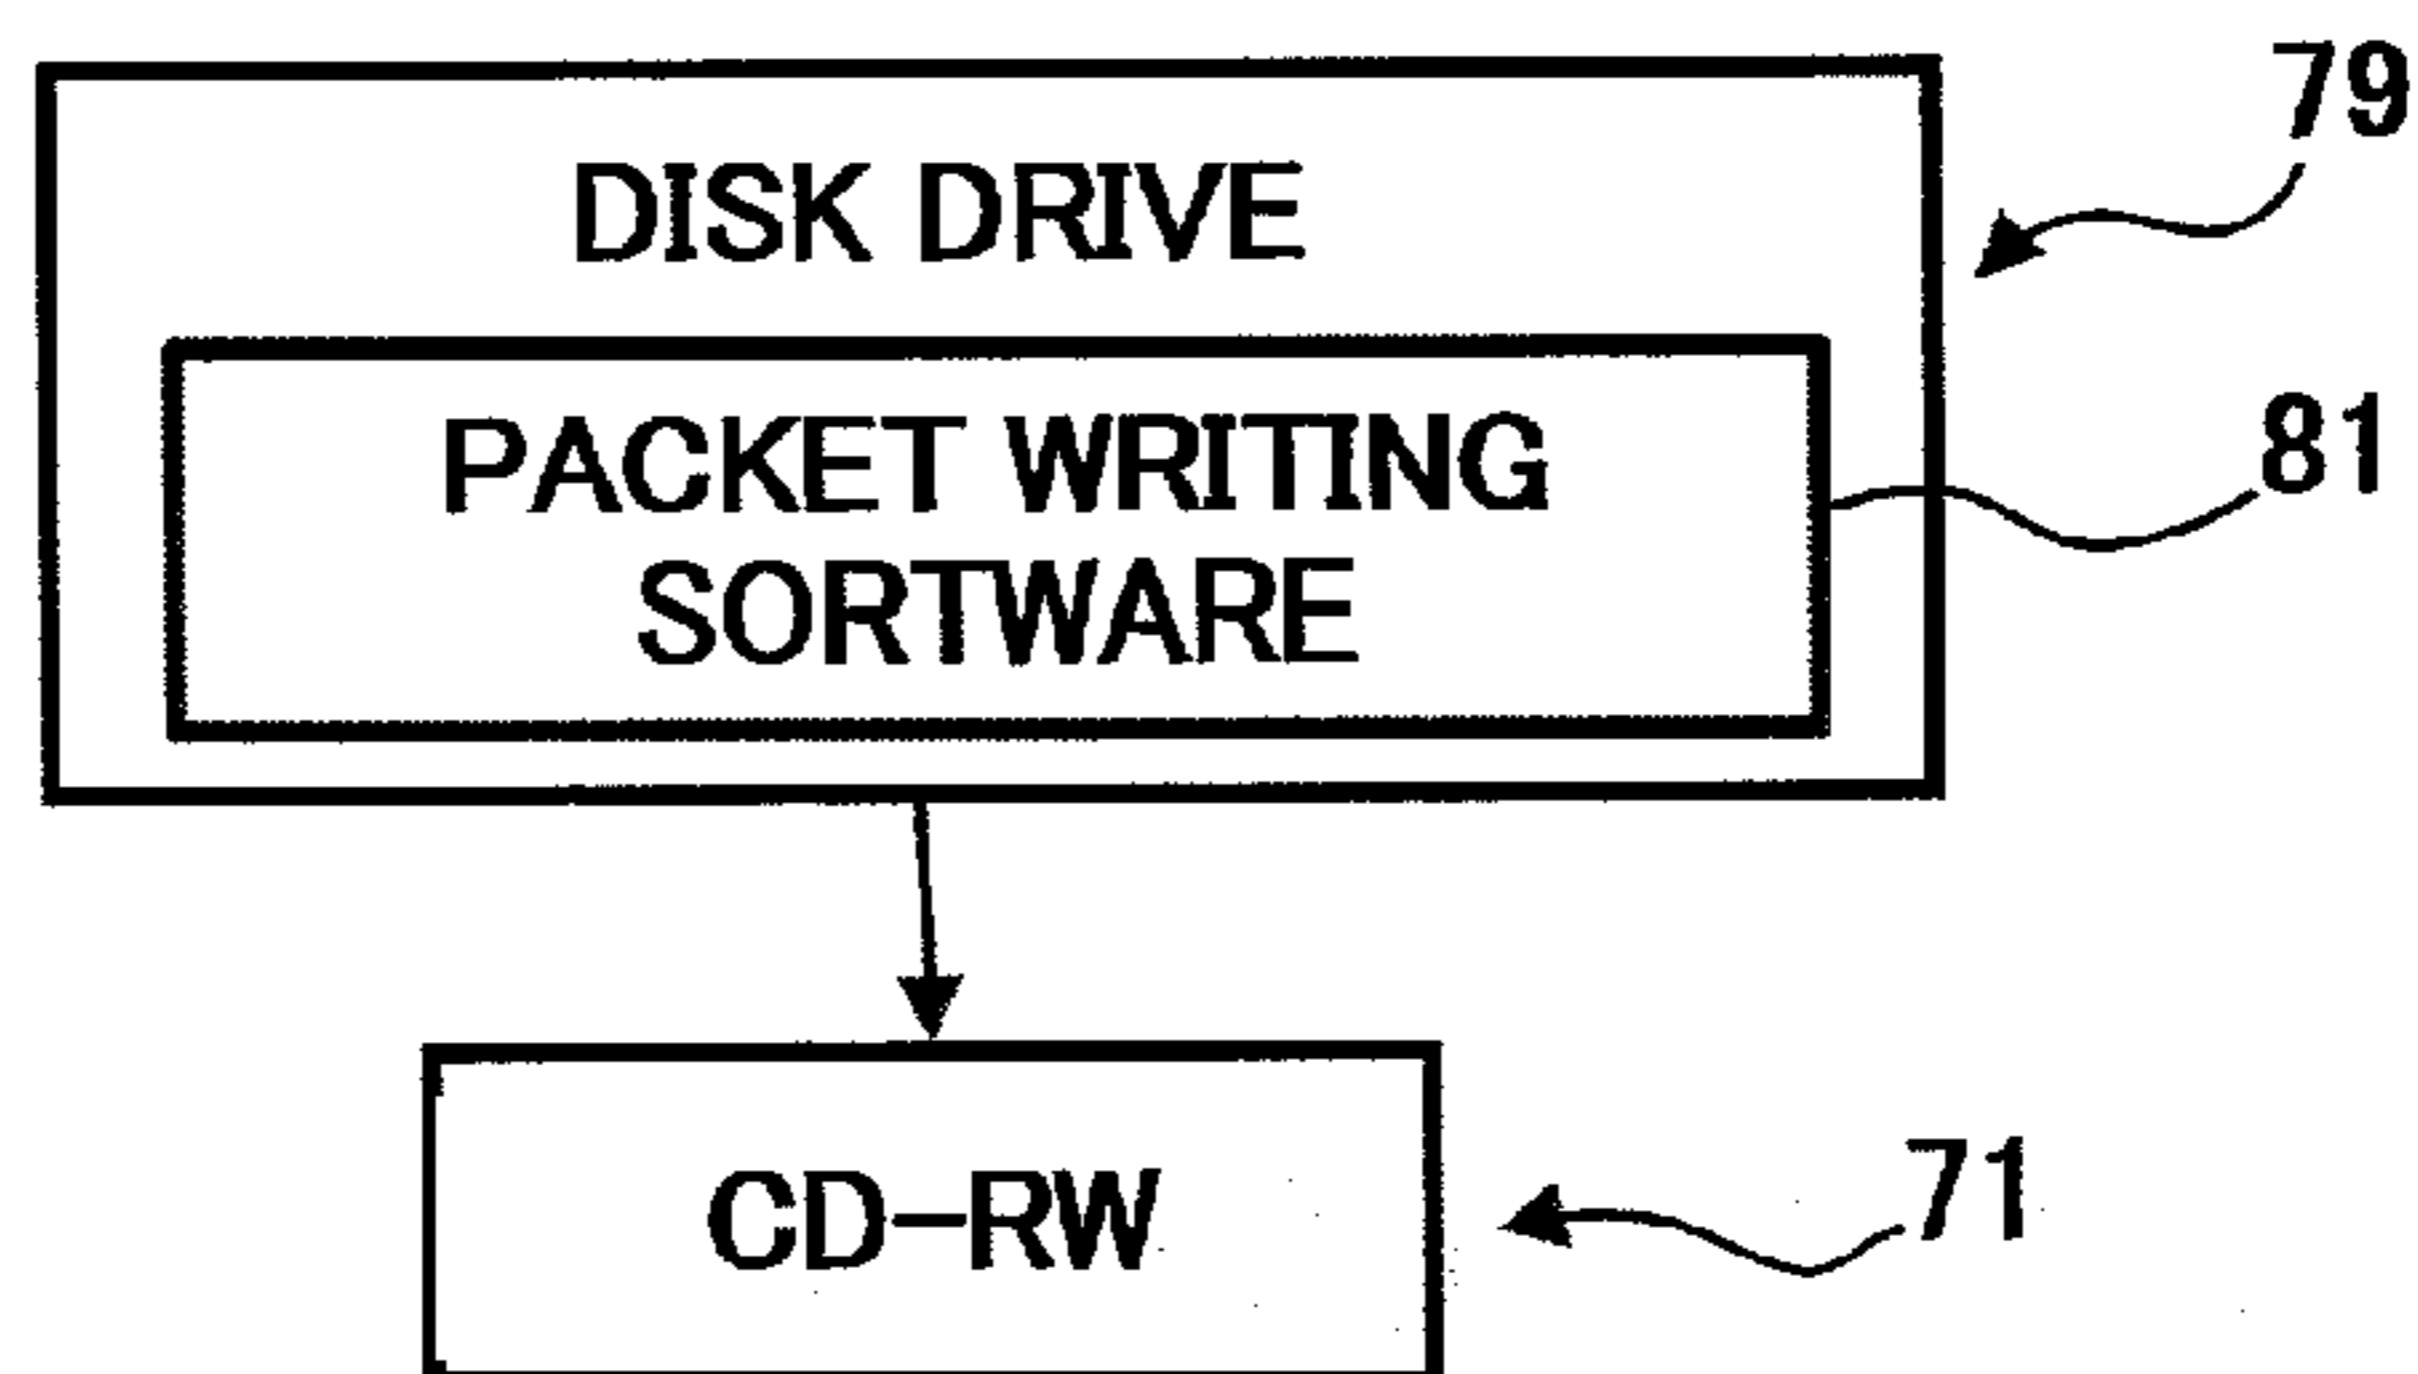 79
DISK DRIVE
81
PACKET WRITING
SORTWARE
CD-RW
71